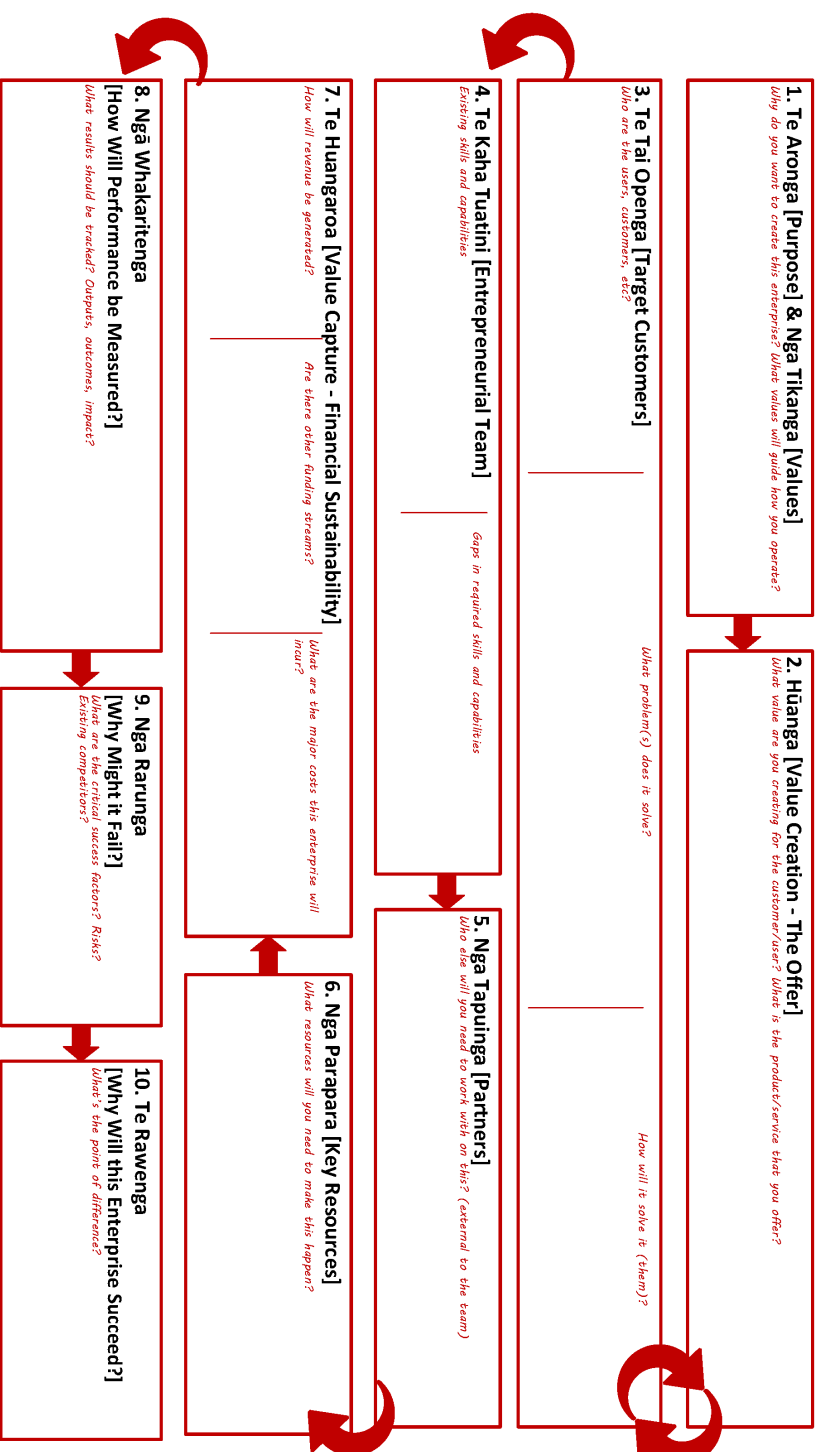 1. Te Aronga [Purpose] & Nga Tikanga [Values]
Why do you want to create this enterprise? What values will guide how you operate?
2. Hūanga [Value Creation - The Offer]
What value are you creating for the customer/user? What is the product/service that you offer?
3. Te Tai Openga [Target Customers]
Who are the users, customers, etc?
What problem(s) does it solve?
How will it solve it (them)?
4. Te Kaha Tuatini [Entrepreneurial Team]
Existing skills and capabilities
Gaps in required skills and capabilities
5. Nga Tapuinga [Partners]
Who else will you need to work with on this? (external to the team)
6. Nga Parapara [Key Resources]
What resources will you need to make this happen?
7. Te Huangaroa [Value Capture - Financial Sustainability]
How will revenue be generated?
Are there other funding streams?
What are the major costs this enterprise will
incur?
8. Ngā Whakaritenga
[How Will Performance be Measured?]
What results should be tracked? Outputs, outcomes, impact?
9. Nga Rarunga
[Why Might it Fail?]
What are the critical success factors? Risks?
Existing competitors?
10. Te Rawenga
[Why Will this Enterprise Succeed?]
What's the point of difference?